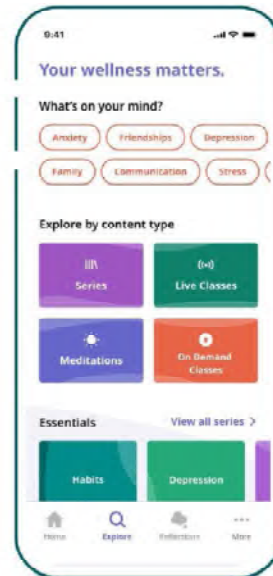 9:41
Your wellness matters.
What's on your mind?
Anxiety Friendships Depression
Family Communication Stress
Explore by content type
Series Live Classes
Meditations On Demand
Classes
Essentials View all series >
Habits Depression
Home Explore Reflections More